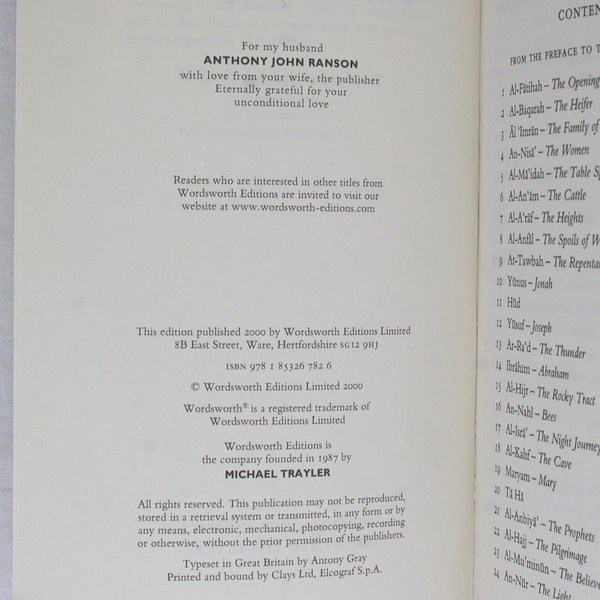 For my husband
ANTHONY JOHN RANSON
with love from your wife, the publisher
Eternally grateful for your
unconditional love
Readers who are interested in other titles from
Wordsworth Editions are invited to visit our
website at www.wordsworth-editions.com
This edition published 2000 by Wordsworth Editions Limited
8B East Street, Ware, Hertfordshire SG12 9HJ
ISBN 978 1 85326 782 6
© Wordsworth Editions Limited 2000
Wordsworth® is a registered trademark of
Wordsworth Editions Limited
Wordsworth Editions is
the company founded in 1987 by
MICHAEL TRAYLER
All rights reserved. This publication may not be reproduced,
stored in a retrieval system or transmitted, in any form or by
any means, electronic, mechanical, photocopying, recording
or otherwise, without the prior permission of the publishers.
Typeset in Great Britain by Antony Gray
Printed and bound by Clays Ltd, Elcograf S.p.A.
CONTEN
FROM THE PREFACE TO T
1 Al-Fātihah – The Opening
2 Al-Baqarah – The Heifer
3 Āl 'Imrān – The Family of
4 An-Nisā' – The Women
5 Al-Mā'idah – The Table Sp
6 Al-An'ām – The Cattle
7 Al-A'rāf – The Heights
8 Al-Anfāl – The Spoils of W
9 At-Tawbah – The Repentan
10 Yūnus – Jonah
11 Hūd
12 Yūsuf – Joseph
13 Ar-Ra'd – The Thunder
14 Ibrāhim – Abraham
15 Al-Hijr – The Rocky Tract
16 An-Nahl – Bees
17 Al-Isrā' – The Night Journey
18 Al-Kahf – The Cave
19 Maryam – Mary
20 Tā Hā
21 Al-Anbiyā' – The Prophets
22 Al-Hajj – The Pilgrimage
23 Al-Mu'minūn – The Believe
24 An-Nūr – The Light